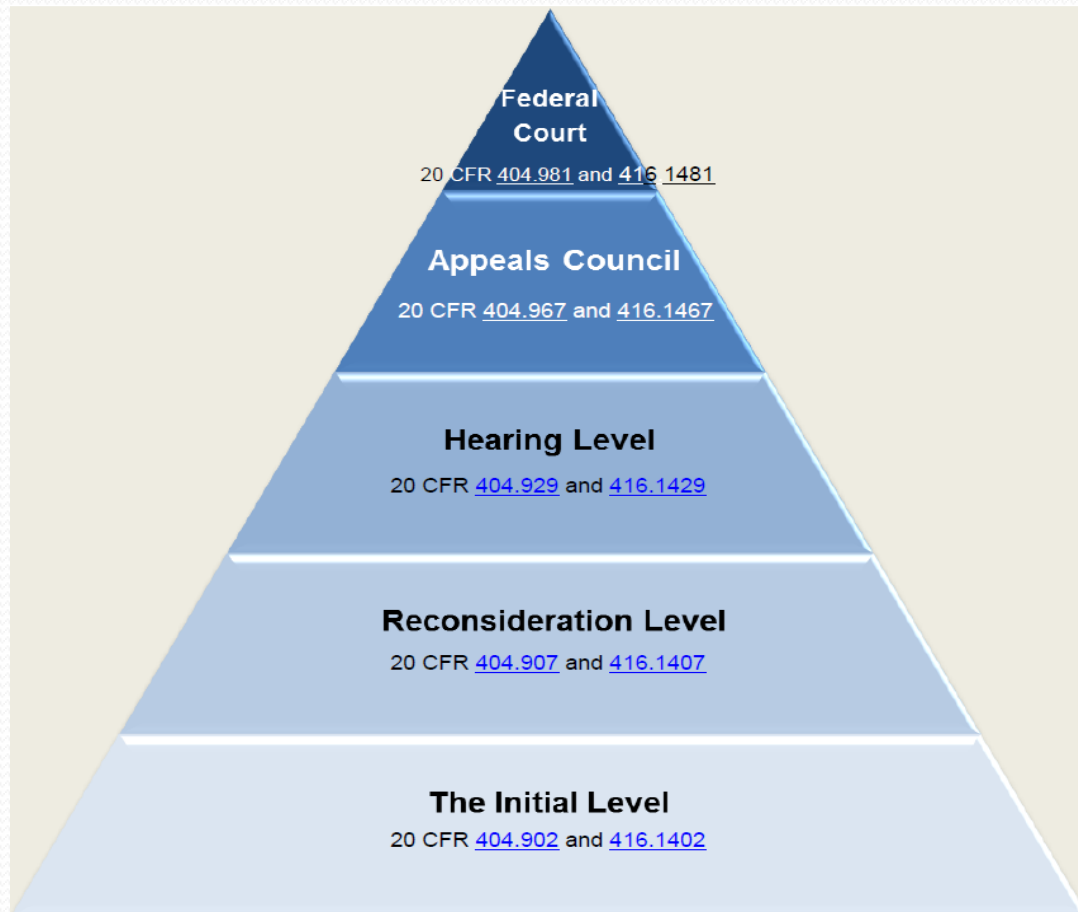 Federal
Court
20 CFR 404.981 and 416 1481
Appeals Council
20 CFR 404.967 and 416.1467
Hearing Level
20 CFR 404.929 and 416.1429
Reconsideration Level
20 CFR 404.907 and 416.1407
The Initial Level
20 CFR 404.902 and 416.1402